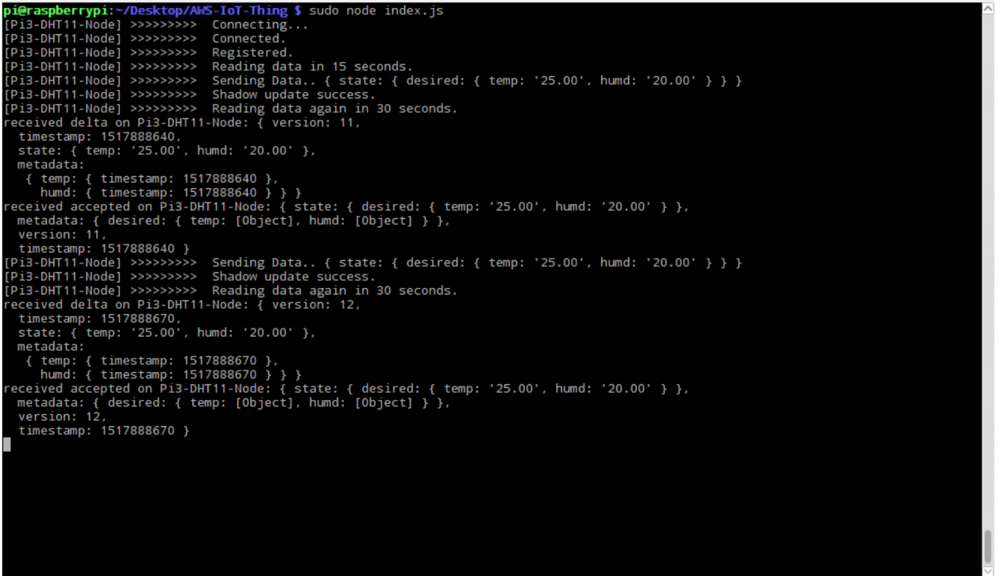 pi@raspberrypi:~/Desktop/AWS-IoT-Thing $ sudo node index.js
[Pi3-DHT11-Node] >>>>>>>>>  Connecting...
[Pi3-DHT11-Node] >>>>>>>>>  Connected.
[Pi3-DHT11-Node] >>>>>>>>>  Registered.
[Pi3-DHT11-Node] >>>>>>>>>  Reading data in 15 seconds.
[Pi3-DHT11-Node] >>>>>>>>>  Sending Data.. { state: { desired: { temp: '25.00', humd: '20.00' } } }
[Pi3-DHT11-Node] >>>>>>>>>  Shadow update success.
[Pi3-DHT11-Node] >>>>>>>>>  Reading data again in 30 seconds.
received delta on Pi3-DHT11-Node: { version: 11,
  timestamp: 1517888640,
  state: { temp: '25.00', humd: '20.00' },
  metadata:
   { temp: { timestamp: 1517888640 },
     humd: { timestamp: 1517888640 } } }
received accepted on Pi3-DHT11-Node: { state: { desired: { temp: '25.00', humd: '20.00' } },
  metadata: { desired: { temp: [Object], humd: [Object] } },
  version: 11,
  timestamp: 1517888640 }
[Pi3-DHT11-Node] >>>>>>>>>  Sending Data.. { state: { desired: { temp: '25.00', humd: '20.00' } } }
[Pi3-DHT11-Node] >>>>>>>>>  Shadow update success.
[Pi3-DHT11-Node] >>>>>>>>>  Reading data again in 30 seconds.
received delta on Pi3-DHT11-Node: { version: 12,
  timestamp: 1517888670,
  state: { temp: '25.00', humd: '20.00' },
  metadata:
   { temp: { timestamp: 1517888670 },
     humd: { timestamp: 1517888670 } } }
received accepted on Pi3-DHT11-Node: { state: { desired: { temp: '25.00', humd: '20.00' } },
  metadata: { desired: { temp: [Object], humd: [Object] } },
  version: 12,
  timestamp: 1517888670 }